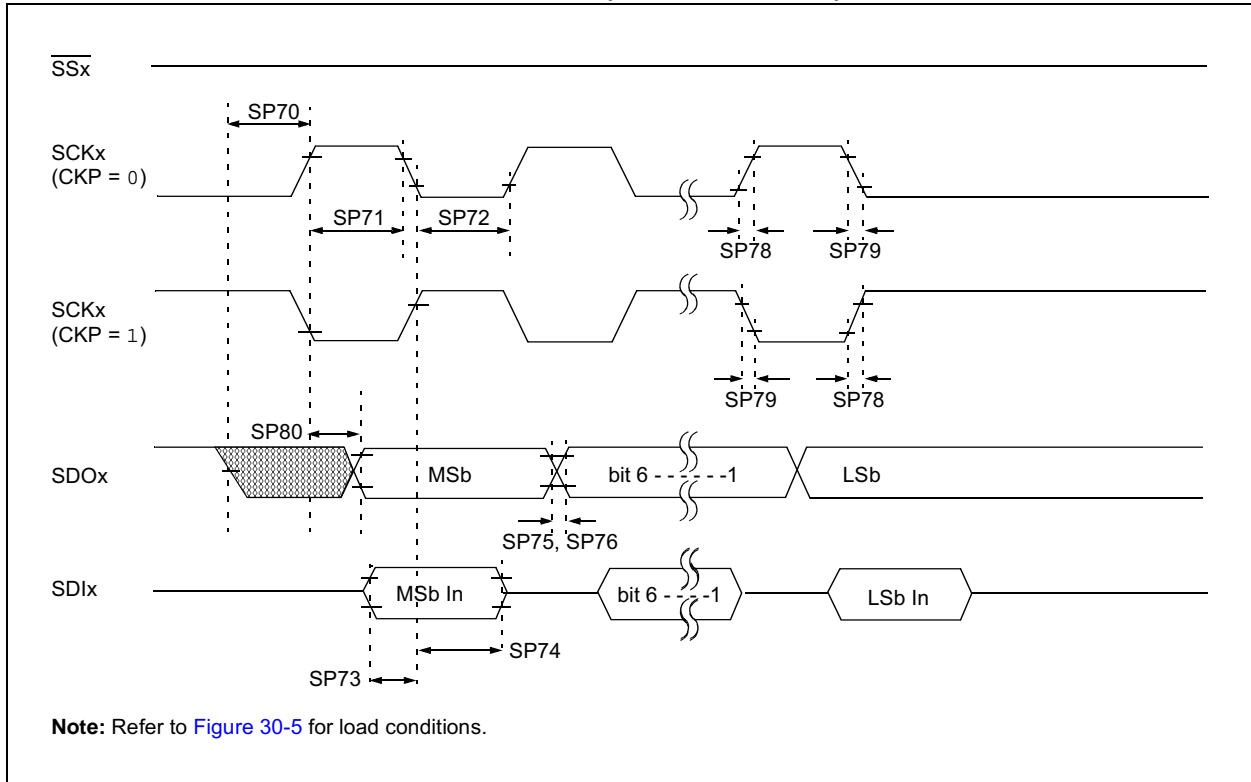 SSx
SP70
SCKx
(CKP = 0)
SP71
SP72
SP78
SP79
SCKx
(CKP = 1)
SP79
SP78
SP80
SDOx
MSb
bit 6 - - - - - -1
LSb
SP75, SP76
SDIx
MSb In
bit 6 - - - -1
LSb In
SP74
SP73
Note: Refer to Figure 30-5 for load conditions.